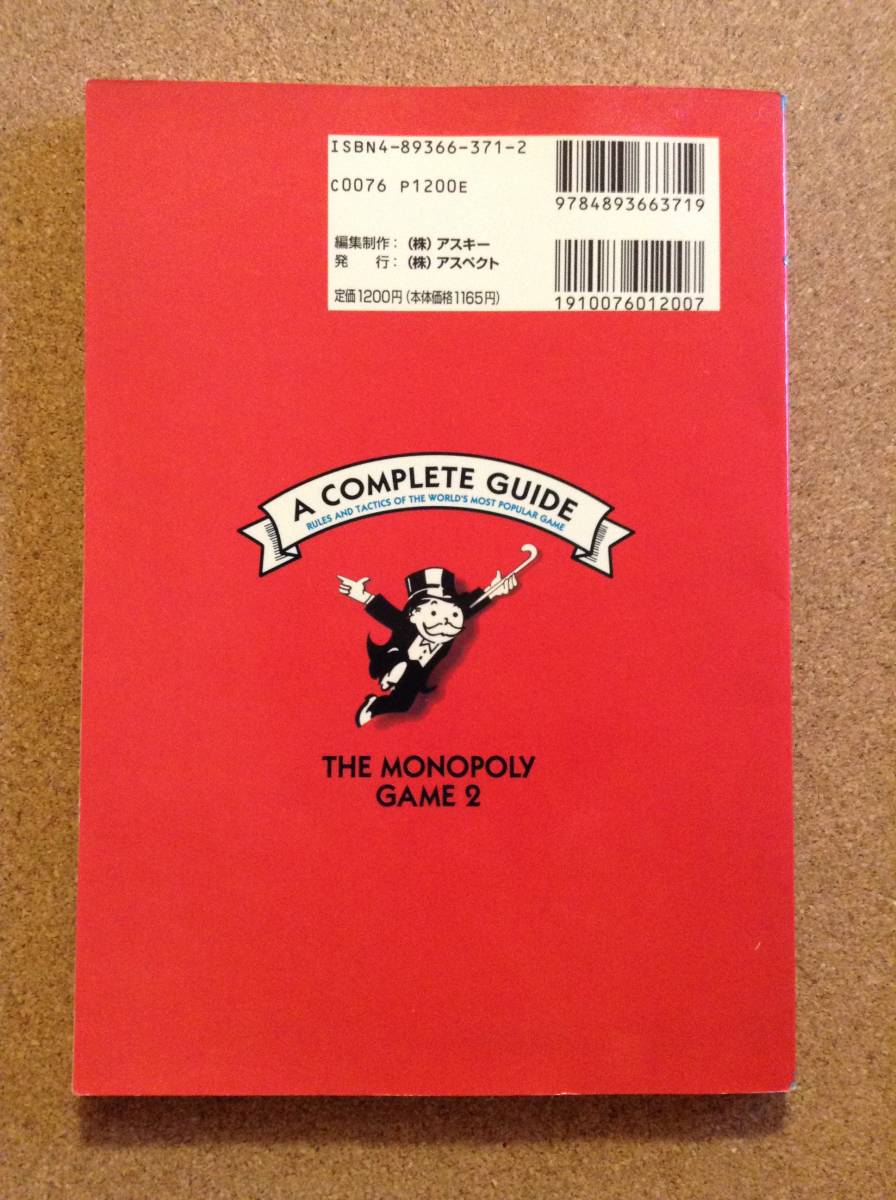 ISBN4-89366-371-2
C0076 P1200E
9784893663719
編集制作：（株）アスキー
発　行：（株）アスペクト
定価1200円（本体価格1165円）
1910076012007
A COMPLETE GUIDE
RULES AND TACTICS OF THE WORLD'S MOST POPULAR GAME
THE MONOPOLY
GAME 2